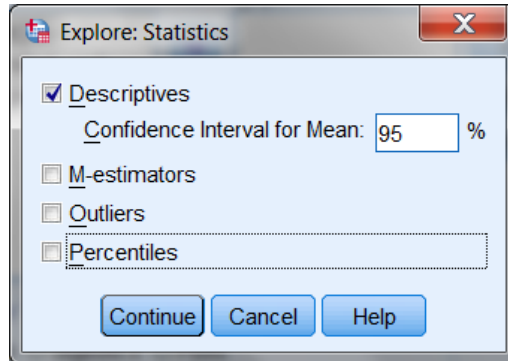 Explore: Statistics
X
Descriptives
Confidence Interval for Mean: 95 %
M-estimators
Outliers
Percentiles
Continue Cancel Help